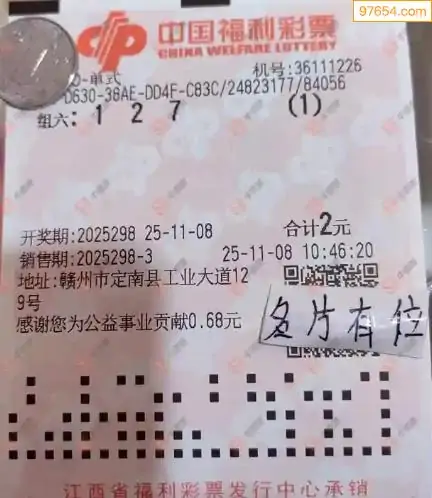 97654.com
中国福利彩票
CHINA WELFARE LOTTERY
D-单式 机号:36111226
D630-38AE-DD4F-C83C/24823177/84056
组六: 1 2 7 (1)
开奖期:2025298 25-11-08 合计2元
销售期:2025298-3 25-11-08 10:46:20
地址:赣州市定南县工业大道12
9号
感谢您为公益事业贡献0.68元
名片有位
江西省福利彩票发行中心承销